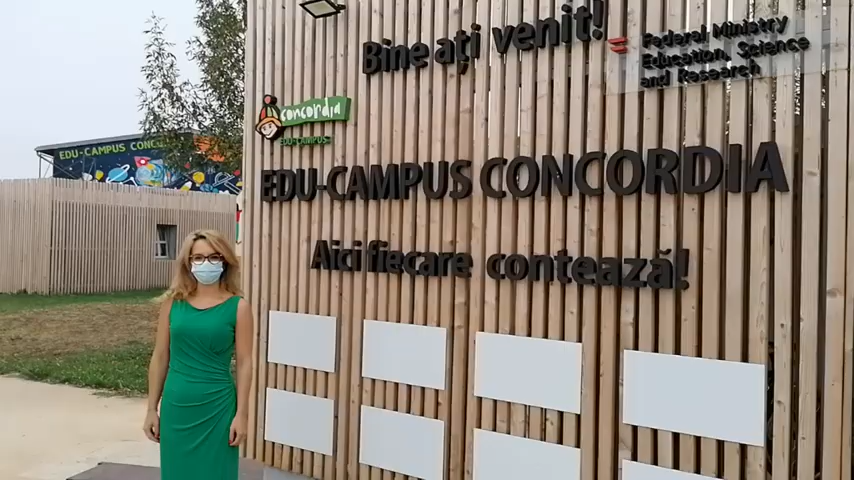 Bine ați venit!
Federal Ministry
Education, Science
and Research
concordia
EDU-CAMPUS
EDU-CAMPUS CONCORDIA
Aici fiecare contează!
EDU-CAMPUS CONC